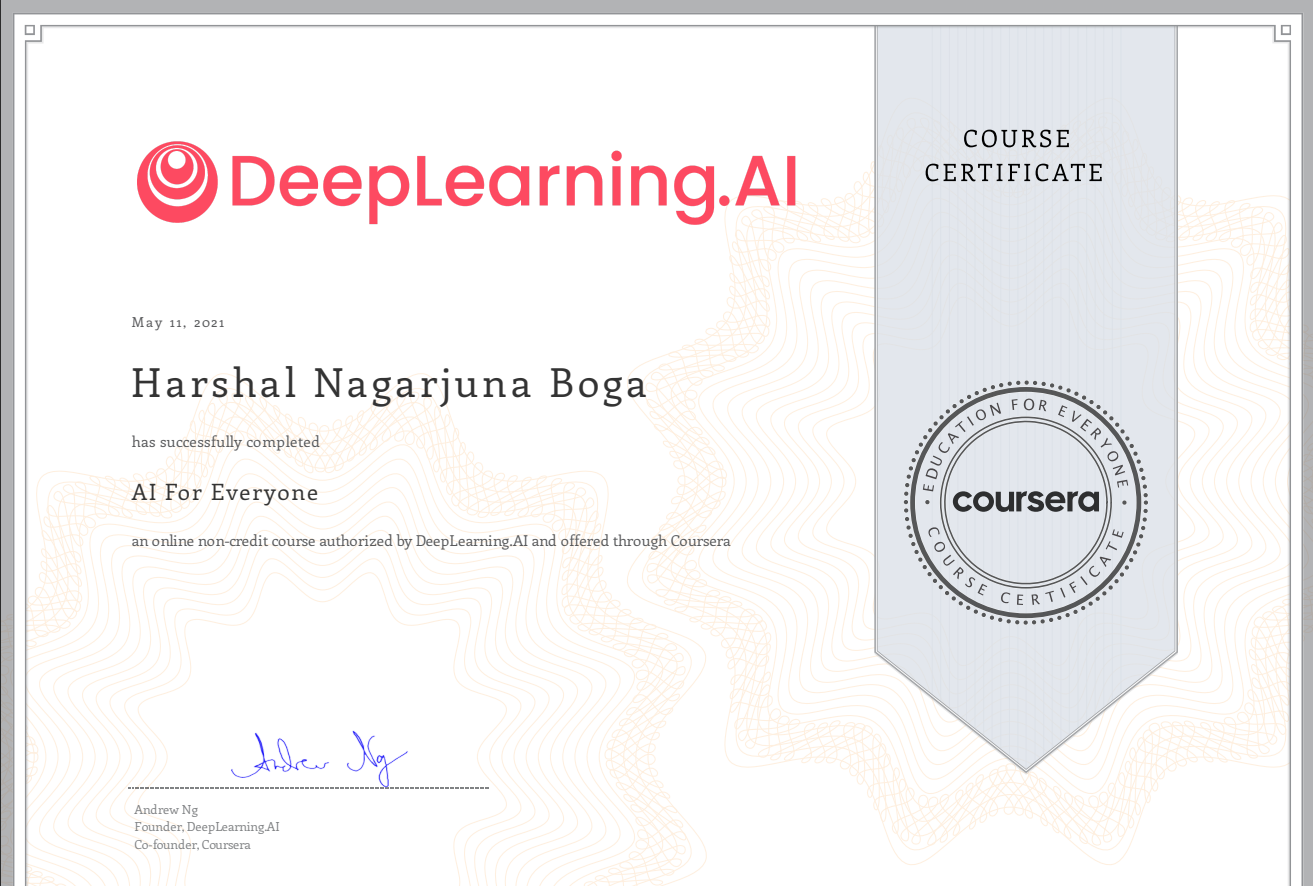 DeepLearning.AI
COURSE
CERTIFICATE
May 11, 2021
Harshal Nagarjuna Boga
has successfully completed
AI For Everyone
an online non-credit course authorized by DeepLearning.AI and offered through Coursera
EDUCATION FOR EVERYONE
coursera
COURSE CERTIFICATE
Andrew Ng
Andrew Ng
Founder, DeepLearning.AI
Co-founder, Coursera